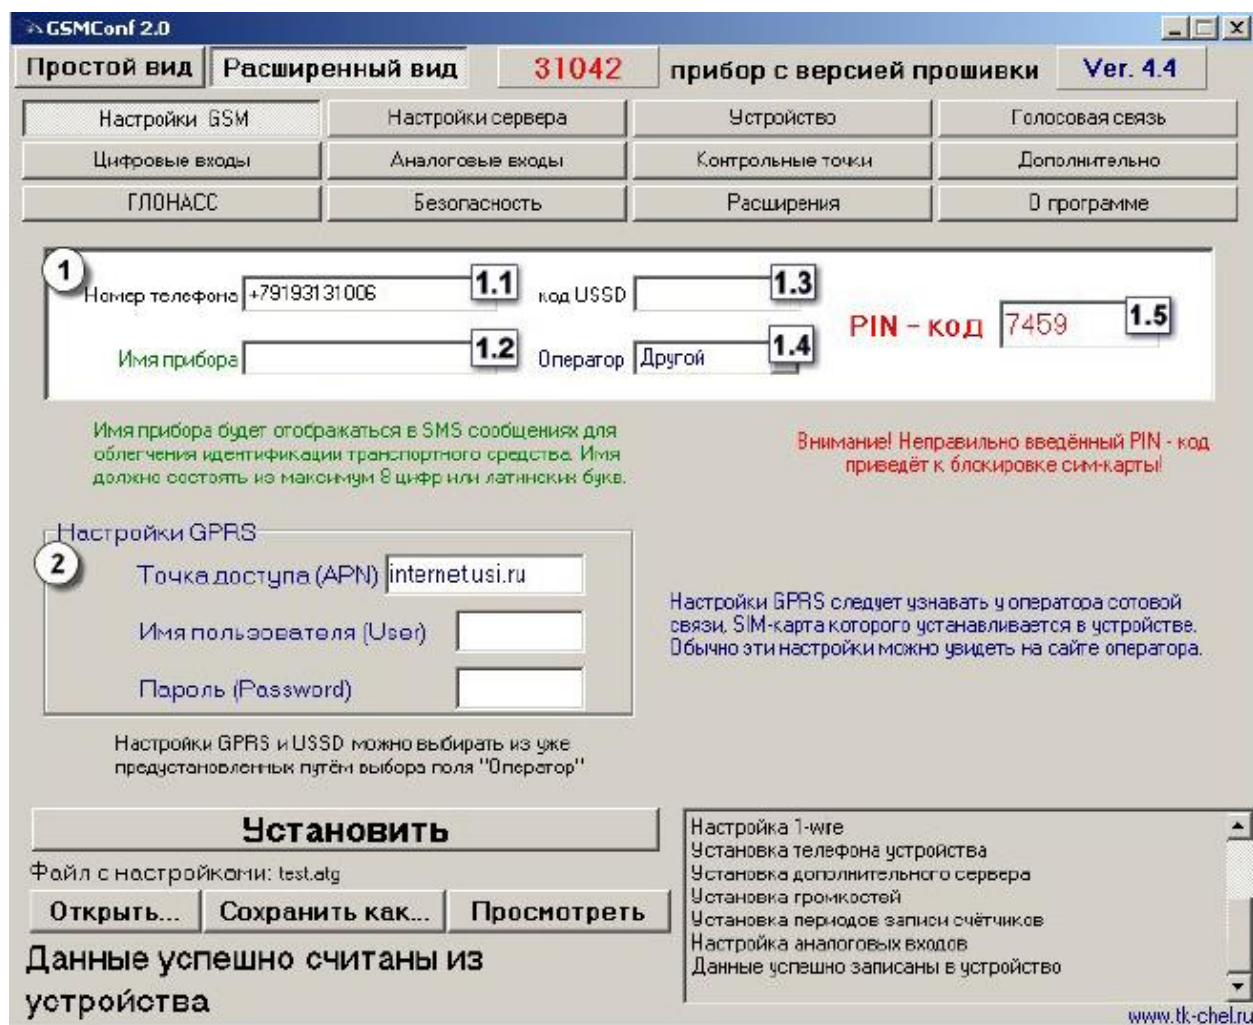 GSMConf 2.0
Простой вид Расширенный вид 31042 прибор с версией прошивки Ver. 4.4
Настройки GSM Настройки сервера Устройство Голосовая связь
Цифровые входы Аналоговые входы Контрольные точки Дополнительно
ГЛОНАСС Безопасность Расширения О программе
1
Номер телефона +79193131006 1.1 код USSD 1.3
PIN - код 7459 1.5
Имя прибора 1.2 Оператор Другой 1.4
Имя прибора будет отображаться в SMS сообщениях для
облегчения идентификации транспортного средства. Имя
должно состоять из максимум 8 цифр или латинских букв.
Внимание! Неправильно введённый PIN - код
приведёт к блокировке сим-карты!
Настройки GPRS
2
Точка доступа (APN) internet.usi.ru
Имя пользователя (User)
Пароль (Password)
Настройки GPRS следует узнавать у оператора сотовой
связи, SIM-карта которого устанавливается в устройстве.
Обычно эти настройки можно увидеть на сайте оператора.
Настройки GPRS и USSD можно выбирать из уже
предустановленных путём выбора поля "Оператор"
Установить
Файл с настройками: test.atg
Открыть... Сохранить как... Просмотреть
Данные успешно считаны из
устройства
Настройка 1-wire
Установка телефона устройства
Установка дополнительного сервера
Установка громкостей
Установка периодов записи счётчиков
Настройка аналоговых входов
Данные успешно записаны в устройство
www.tk-chel.ru